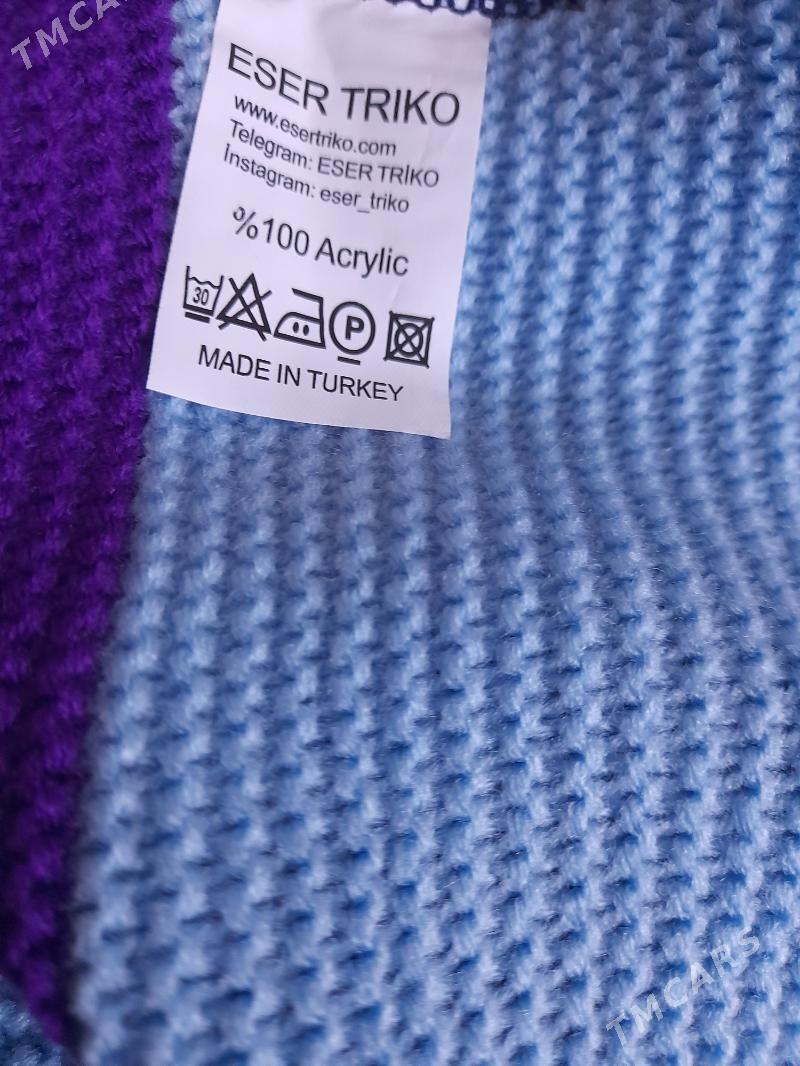 TMCARS
ESER TRIKO
www.esertriko.com
Telegram: ESER TRİKO
İnstagram: eser_triko
%100 Acrylic
30
P
MADE IN TURKEY
TMCARS